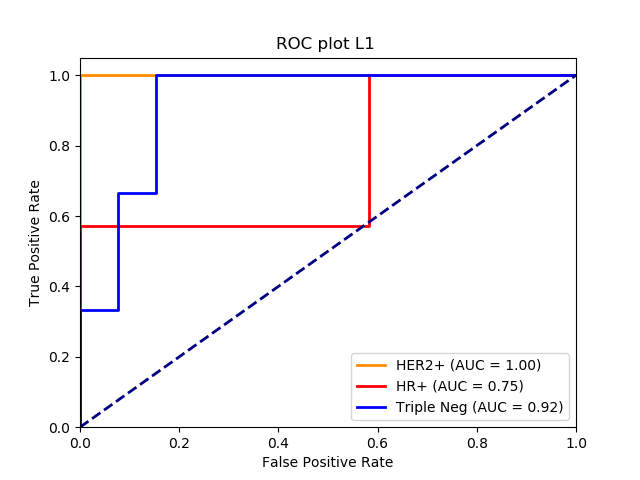 ROC plot L1
1.0
0.8
0.6
0.4
0.2
0.0
True Positive Rate
0.0 0.2 0.4 0.6 0.8 1.0
False Positive Rate
HER2+ (AUC = 1.00)
HR+ (AUC = 0.75)
Triple Neg (AUC = 0.92)